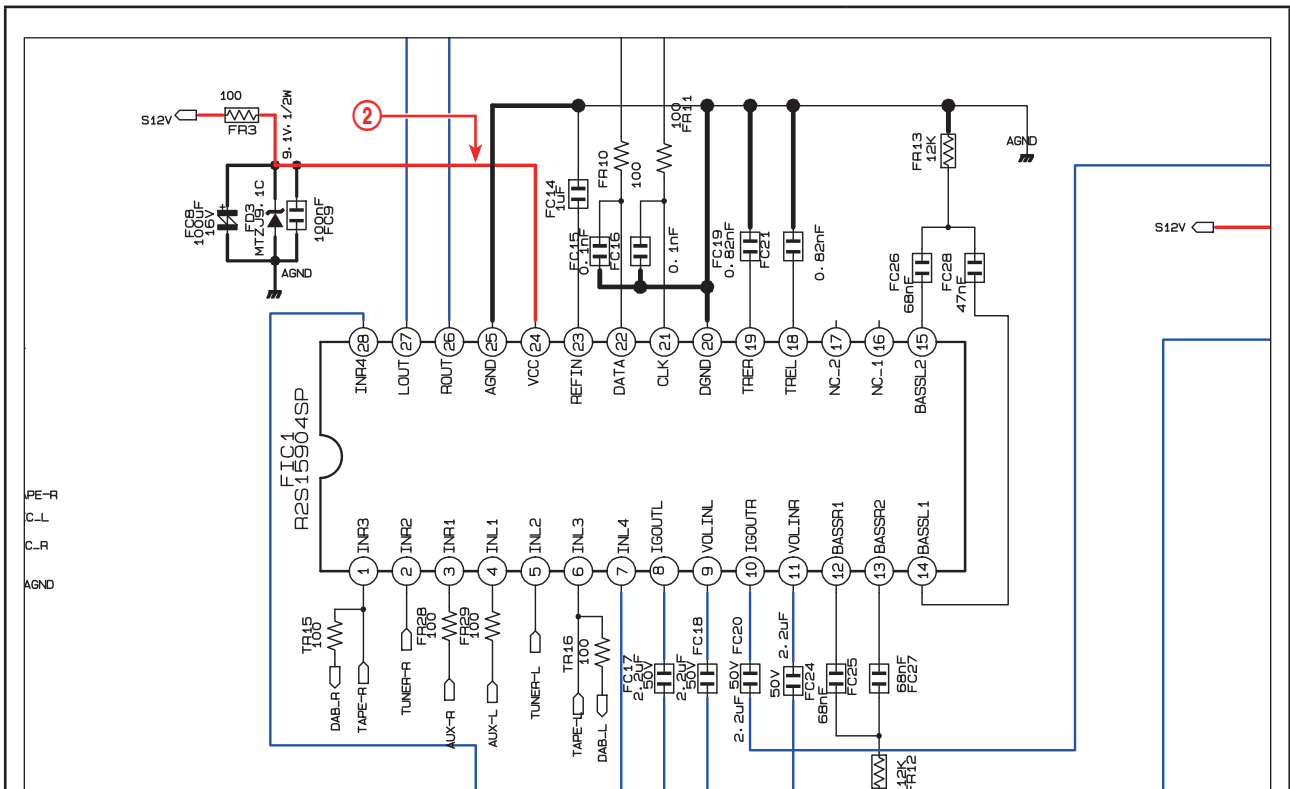 100
S12V
FR3
9.1V.1/2W
2
100
FR11
AGND
FR10
100
FR13
12K
FC8
100uF
16V
+
FD3
MTZJ9.1C
100nF
FC9
AGND
FC14
1uF
FC15
0.1nF
FC16
0.1nF
FC19
0.82nF
FC21
0.82nF
S12V
FC26
68nF
FC28
47nF
28
27
26
25
24
23
22
21
20
19
18
17
16
15
INR4
LOUT
ROUT
AGND
VCC
REFIN
DATA
CLK
DGND
TRER
TREL
NC_2
NC_1
BASSL2
FIC1
R2S15904SP
APE-R
C_L
C_R
AGND
INR3
INR2
INR1
INL1
INL2
INL3
INL4
IGOUTL
VOLINL
IGOUTR
VOLINR
BASSR1
BASSR2
BASSL1
1
2
3
4
5
6
7
8
9
10
11
12
13
14
TR15
100
DAB_R
TAPE-R
TUNER-R
FR28
100
AUX-R
FR29
100
AUX-L
TUNER-L
TR16
100
TAPE-L
DAB_L
FC17
2.2uF
50V
2.2uF
50V
FC18
FC20
50V
2.2uF
2.2uF
50V
FC24
68nF
FC25
68nF
FC27
12K
FR12